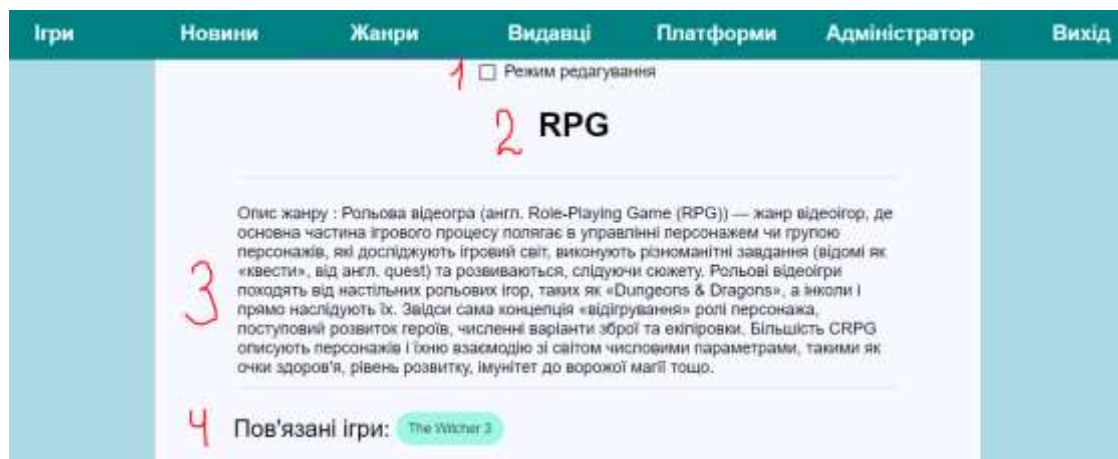 Ігри Новини Жанри Видавці Платформи Адміністратор Вихід
1 Режим редагування
2 RPG
Опис жанру : Рольова відеогра (англ. Role-Playing Game (RPG)) — жанр відеоігор, де
основна частина ігрового процесу полягає в управлінні персонажем чи групою
персонажів, які досліджують ігровий світ, виконують різноманітні завдання (відомі як
«квести», від англ. quest) та розвиваються, слідуючи сюжету. Рольові відеоігри
3 походять від настільних рольових ігор, таких як «Dungeons & Dragons», а інколи і
прямо наслідують їх. Звідси сама концепція «відігрування» ролі персонажа,
поступовий розвиток героїв, численні варіанти зброї та екіпіровки. Більшість CRPG
описують персонажів і їхню взаємодію зі світом числовими параметрами, такими як
очки здоров'я, рівень розвитку, імунітет до ворожої магії тощо.
4 Пов'язані ігри: The Witcher 3